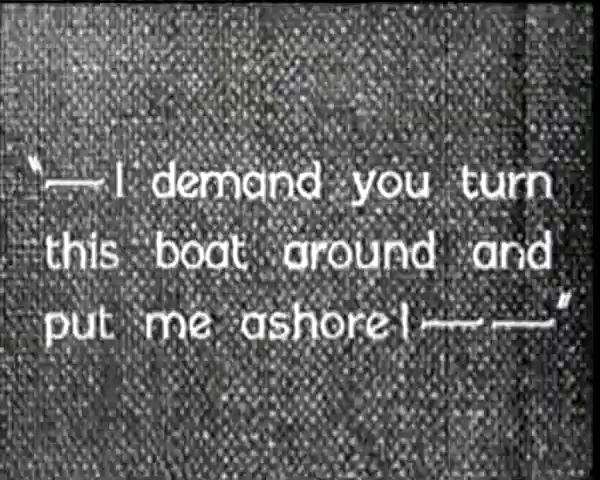 "—I demand you turn
this boat around and
put me ashore!— —"